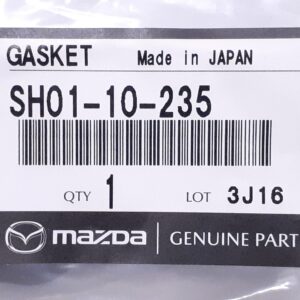 GASKET Made in JAPAN
SH01-10-235
QTY 1 LOT 3J16
mazda GENUINE PART